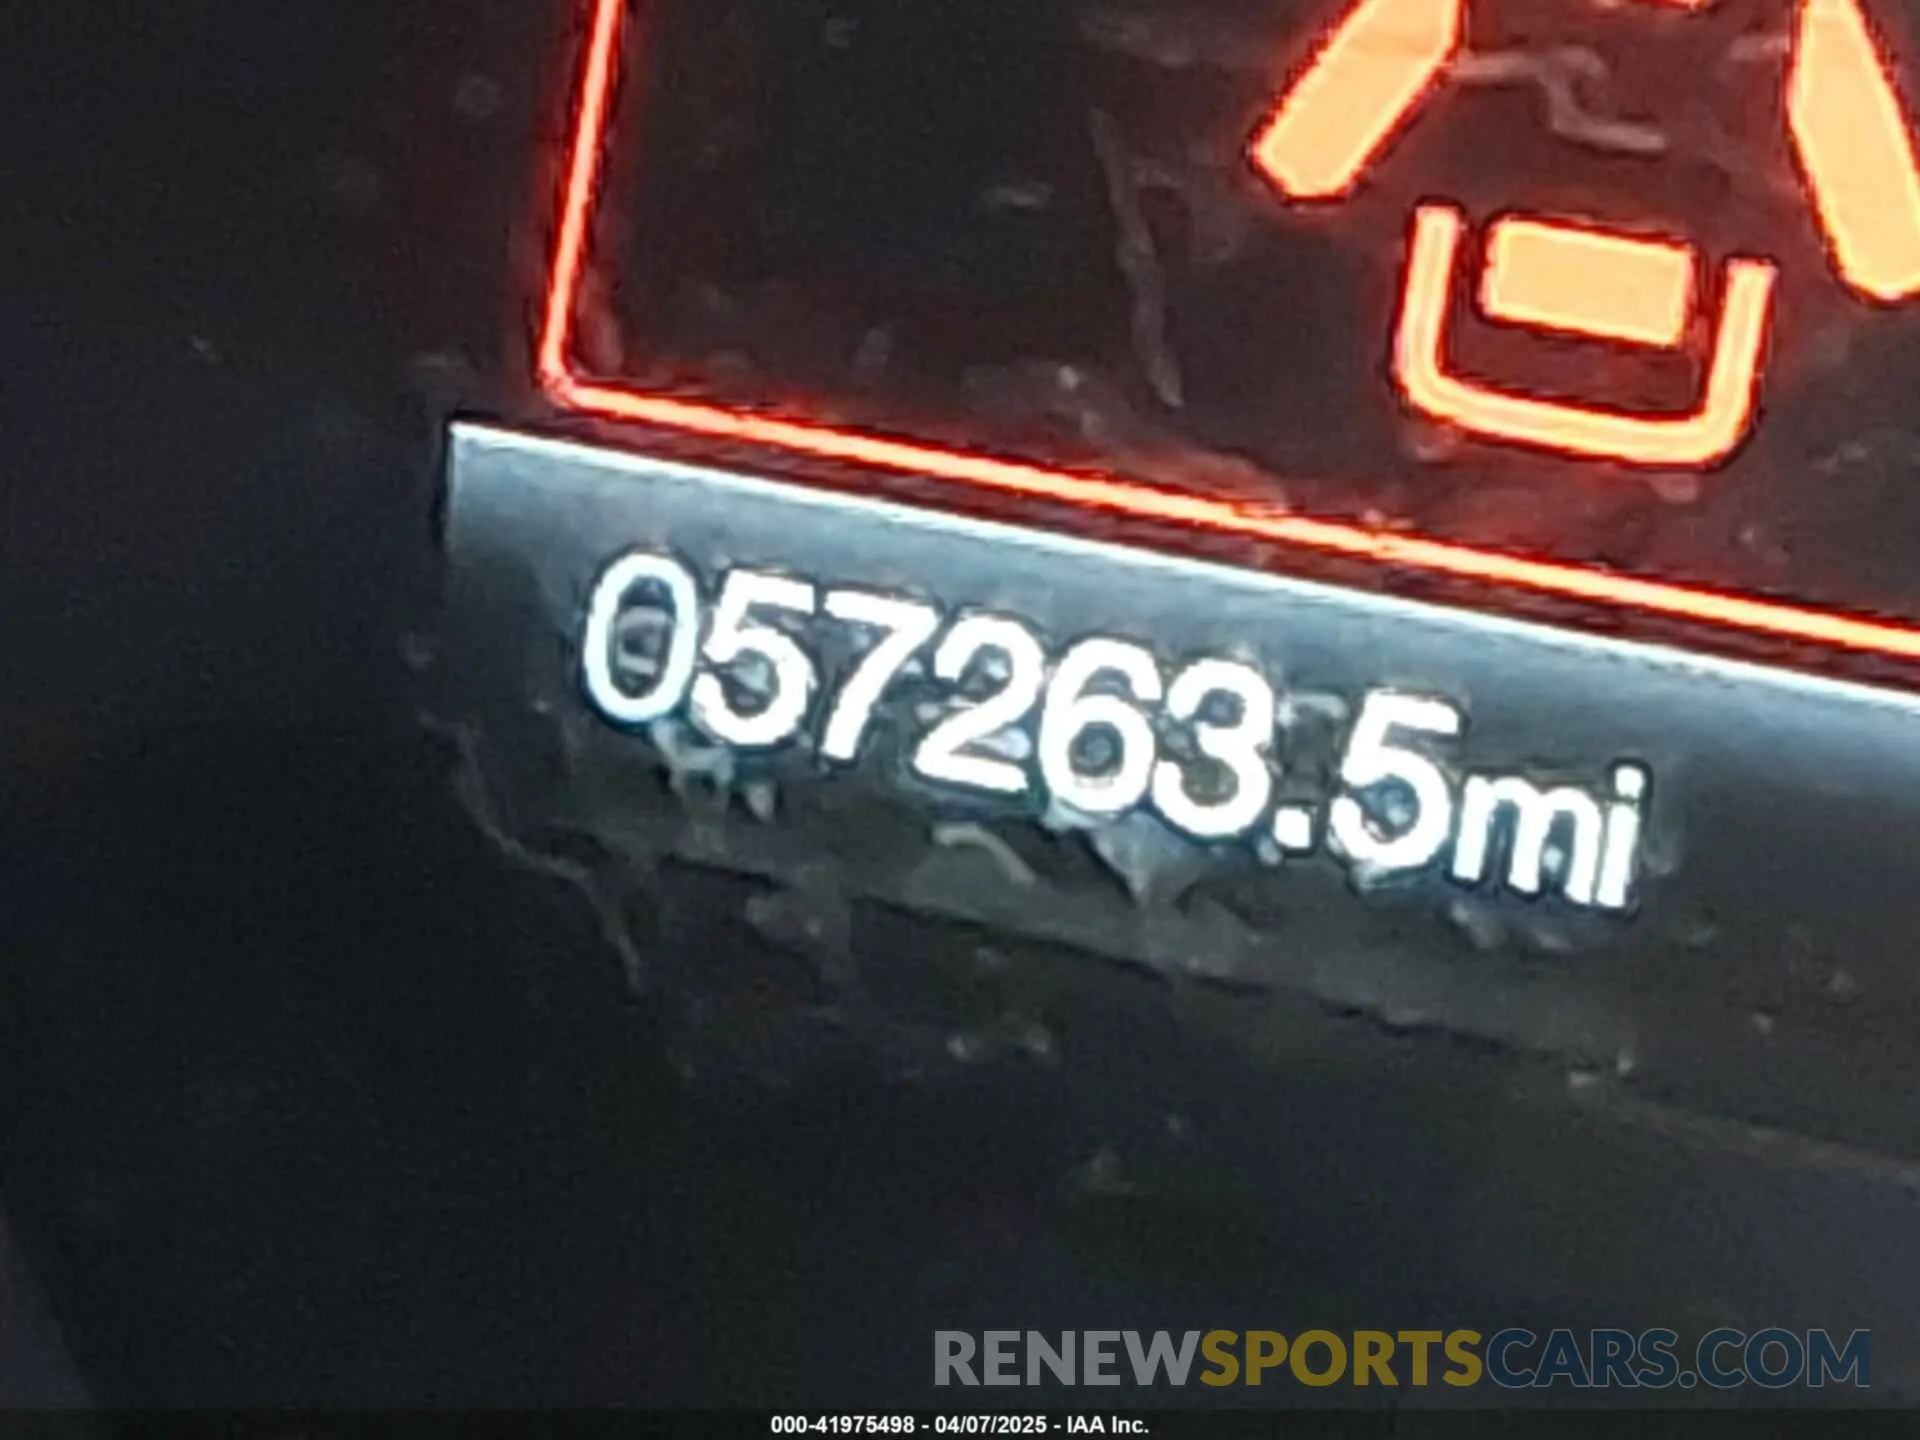 057263.5mi
RENEWSPORTSCARS.COM
000-41975498 - 04/07/2025 - IAA Inc.